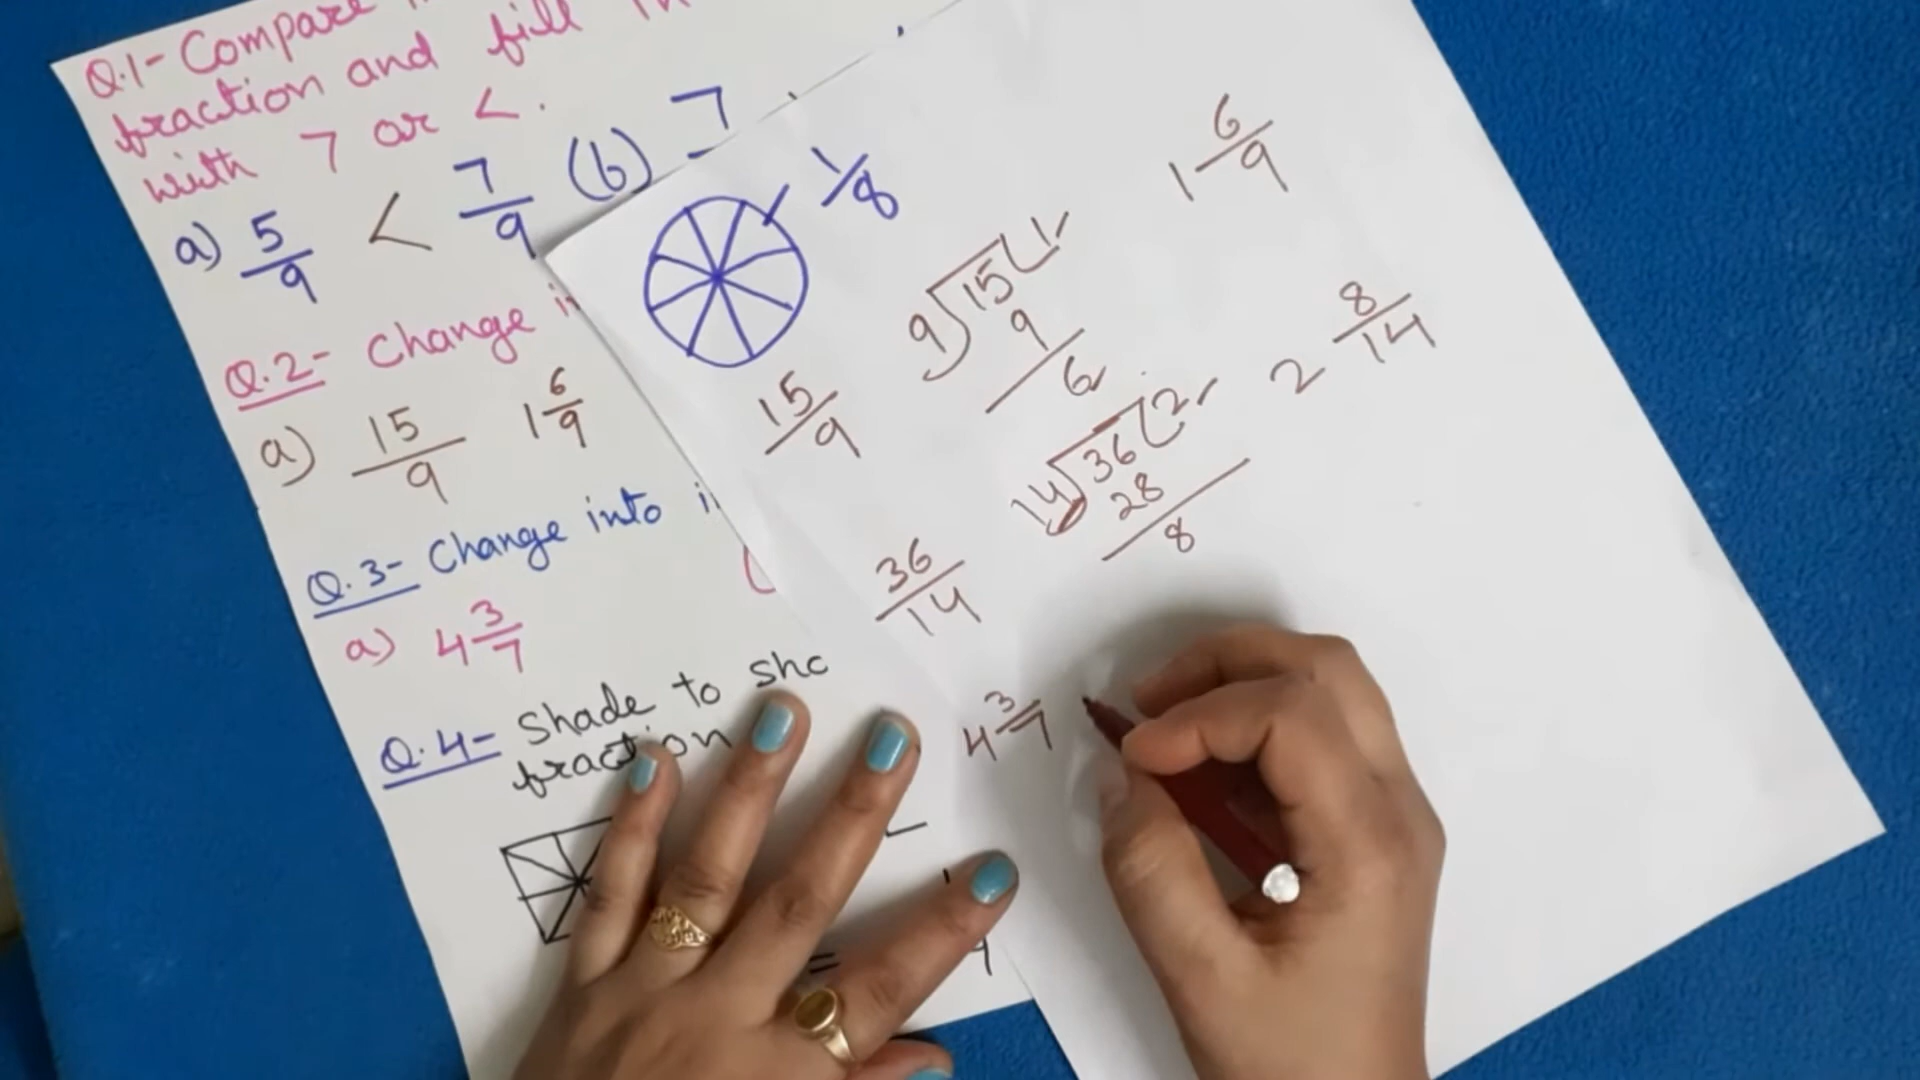 Q.1- Compare
fraction and fill in
with 7 or <.
a) 5/9 < 7/9 (b) 7
Q.2- Change
a) 15/9 1 6/9
Q.3- Change into
a) 4 3/7
Q.4- Shade to
fraction
1/8
15/9
9 15 1
9
6
1 6/9
36/14
14 36 2
28
8
2 8/14
4 3/7
=